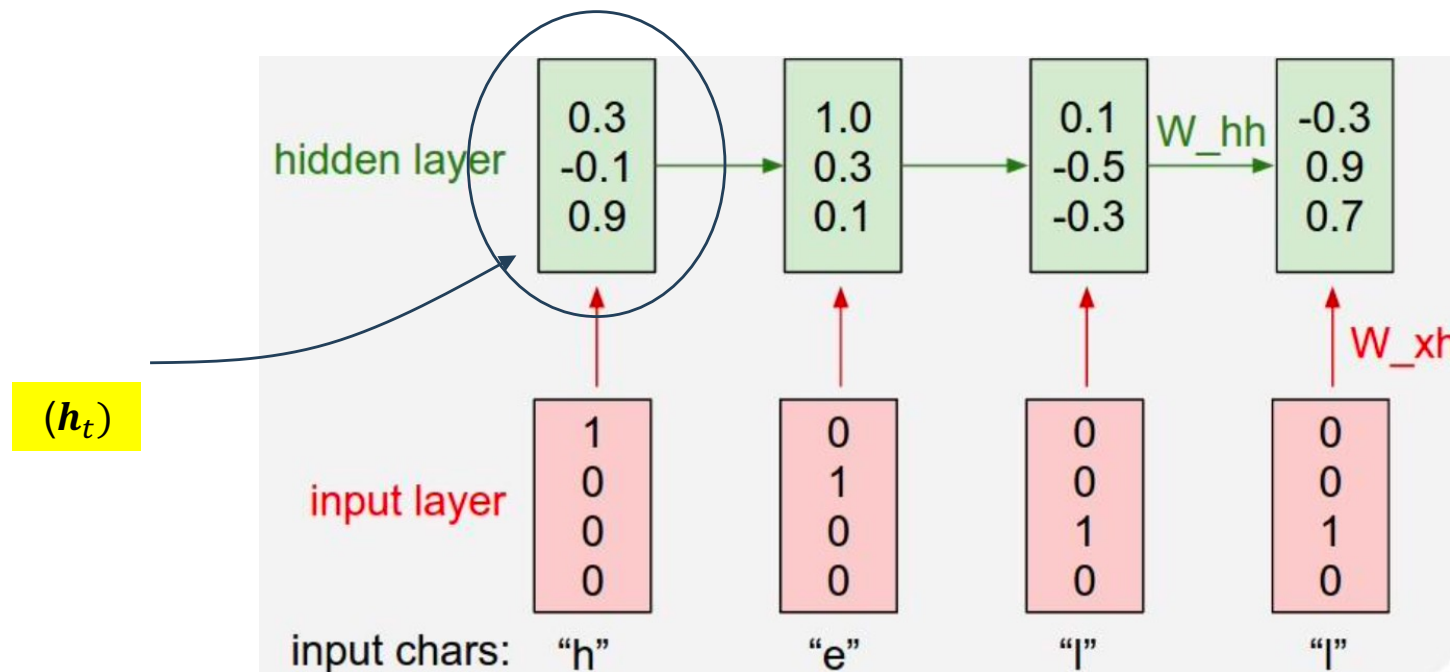 0.3 1.0 0.1 -0.3
W_hh
hidden layer -0.1 0.3 -0.5 0.9
0.9 0.1 -0.3 0.7
W_xh
(𝒉ₜ)
1 0 0 0
0 1 0 0
input layer
0 0 1 1
0 0 0 0
input chars: “h” “e” “l” “l”